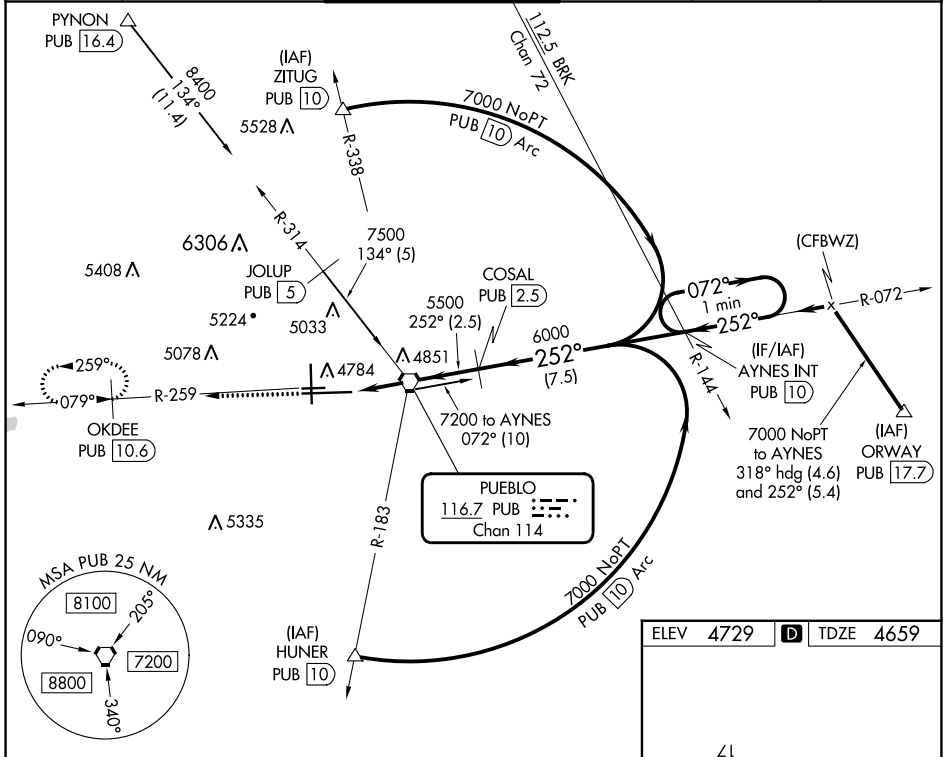 PYNON
PUB 16.4
8400
134°
(11.4)
(IAF)
ZITUG
PUB 10
5528
R-338
7000 NoPT
PUB 10 Arc
112.5 BRK
Chan 72
R-314
6306
5408
JOLUP
PUB 5
7500
134° (5)
5224
5033
5078
COSAL
PUB 2.5
5500
252° (2.5)
6000
252°
(7.5)
072°
1 min
252°
(CFBWZ)
R-072
(IF/IAF)
AYNES INT
PUB 10
R-144
259°
079°
R-259
4784
4851
OKDEE
PUB 10.6
7200 to AYNES
072° (10)
7000 NoPT
to AYNES
318° hdg (4.6)
and 252° (5.4)
(IAF)
ORWAY
PUB 17.7
PUEBLO
116.7 PUB
Chan 114
5335
R-183
7000 NoPT
PUB 10 Arc
(IAF)
HUNER
PUB 10
MSA PUB 25 NM
8100
205°
090°
7200
8800
340°
ELEV 4729 D TDZE 4659
17